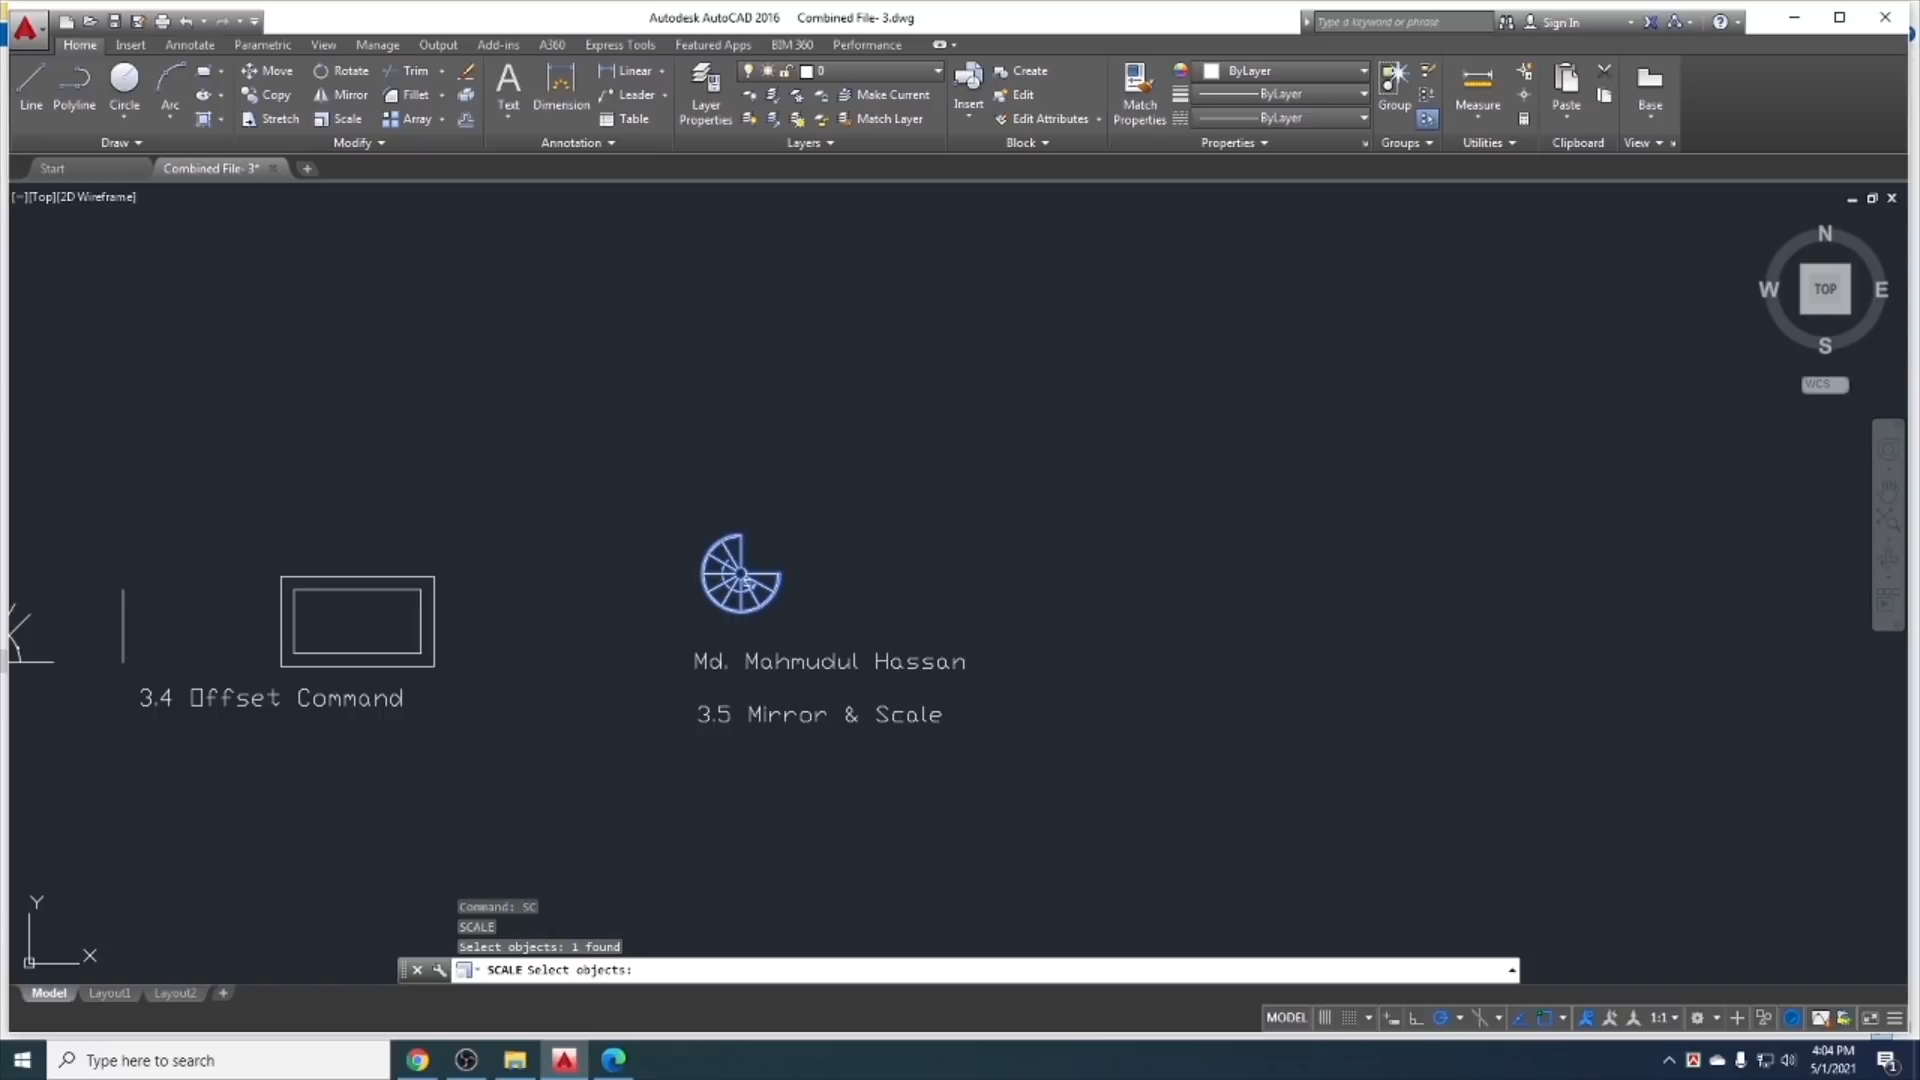 Autodesk AutoCAD 2016 Combined File- 3.dwg
Type a keyword or phrase
Sign In
Home Insert Annotate Parametric View Manage Output Add-ins A360 Express Tools Featured Apps BIM 360 Performance
Line Polyline Circle Arc
Move Rotate Trim
Copy Mirror Fillet
Stretch Scale Array
Text Dimension
Linear
Leader
Table
Layer Properties
0
Make Current
Match Layer
Insert
Create
Edit
Edit Attributes
Match Properties
ByLayer
ByLayer
ByLayer
Group Measure Paste Base
Draw Modify Annotation Layers Block Properties Groups Utilities Clipboard View
Start Combined File- 3*
[−][Top][2D Wireframe]
N
W TOP E
S
WCS
Md. Mahmudul Hassan
3.4 Offset Command
3.5 Mirror & Scale
Y
X
Command: SC
SCALE
Select objects: 1 found
SCALE Select objects:
Model Layout1 Layout2
MODEL 1:1
Type here to search
4:04 PM
5/1/2021
1